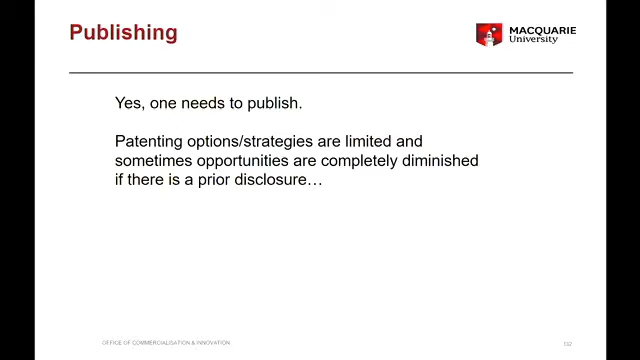 Publishing
MACQUARIE
University
Yes, one needs to publish.
Patenting options/strategies are limited and
sometimes opportunities are completely diminished
if there is a prior disclosure…
OFFICE OF COMMERCIALISATION & INNOVATION
132